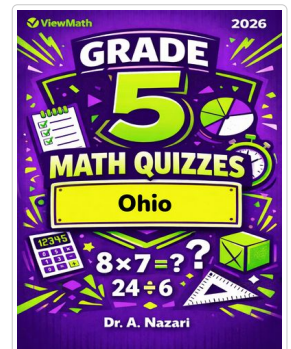 ViewMath
2026
GRADE
5
MATH QUIZZES
Ohio
12345
8×7=??
24÷6
Dr. A. Nazari